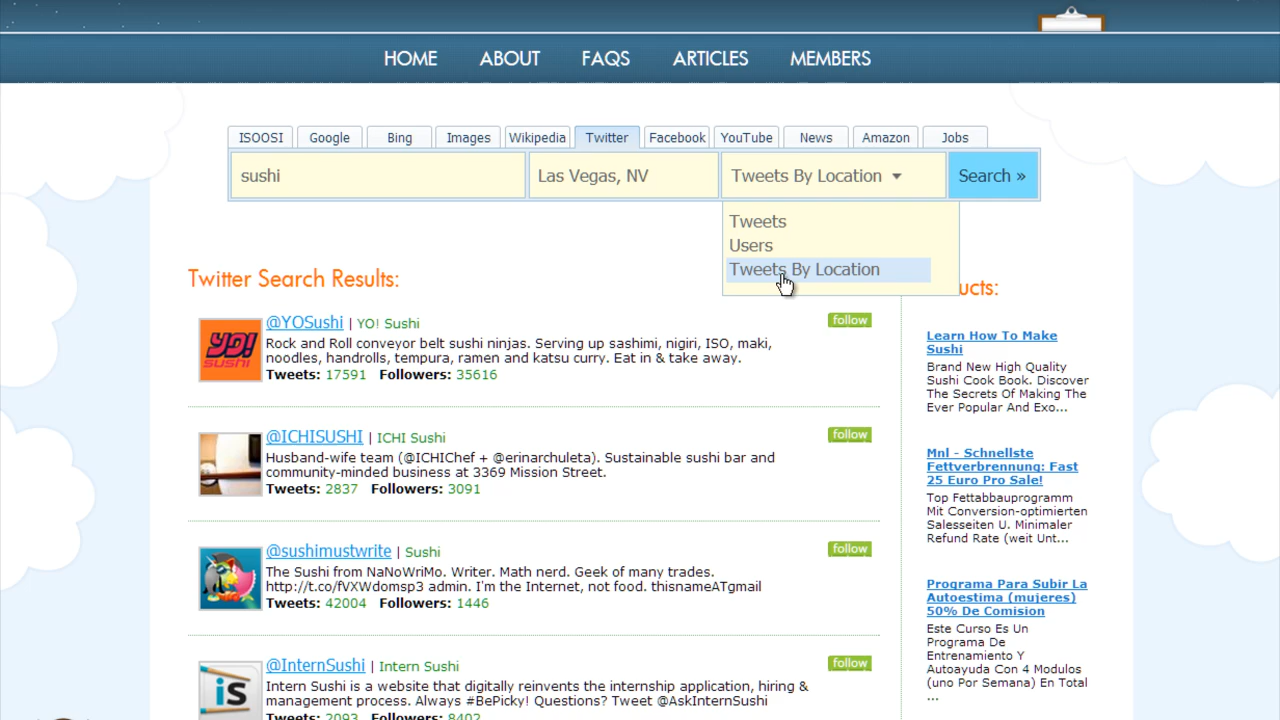 HOME ABOUT FAQS ARTICLES MEMBERS
ISOOSI Google Bing Images Wikipedia Twitter Facebook YouTube News Amazon Jobs
sushi Las Vegas, NV Tweets By Location Search »
Tweets
Users
Tweets By Location
Twitter Search Results:
@YOSushi | YO! Sushi follow
Rock and Roll conveyor belt sushi ninjas. Serving up sashimi, nigiri, ISO, maki,
noodles, handrolls, tempura, ramen and katsu curry. Eat in & take away.
Tweets: 17591 Followers: 35616
YO!
SUSHI
@ICHISUSHI | ICHI Sushi follow
Husband-wife team (@ICHIChef + @erinarchuleta). Sustainable sushi bar and
community-minded business at 3369 Mission Street.
Tweets: 2837 Followers: 3091
@sushimustwrite | Sushi follow
The Sushi from NaNoWriMo. Writer. Math nerd. Geek of many trades.
http://t.co/fVXWdomsp3 admin. I'm the Internet, not food. thisnameATgmail
Tweets: 42004 Followers: 1446
@InternSushi | Intern Sushi follow
Intern Sushi is a website that digitally reinvents the internship application, hiring &
management process. Always #BePicky! Questions? Tweet @AskInternSushi
Tweets: 2093 Followers: 8402
is
ucts:
Learn How To Make
Sushi
Brand New High Quality
Sushi Cook Book. Discover
The Secrets Of Making The
Ever Popular And Exo...
Mnl - Schnellste
Fettverbrennung: Fast
25 Euro Pro Sale!
Top Fettabbauprogramm
Mit Conversion-optimierten
Salesseiten U. Minimaler
Refund Rate (weit Unt...
Programa Para Subir La
Autoestima (mujeres)
50% De Comision
Este Curso Es Un
Programa De
Entrenamiento Y
Autoayuda Con 4 Modulos
(uno Por Semana) En Total
...